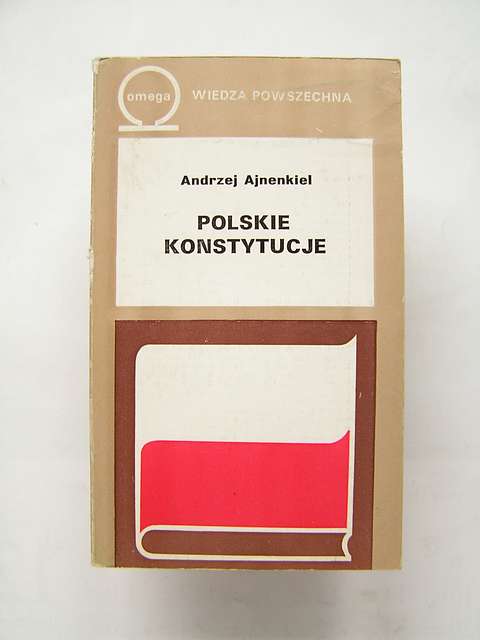 omega
WIEDZA POWSZECHNA
Andrzej Ajnenkiel
POLSKIE
KONSTYTUCJE